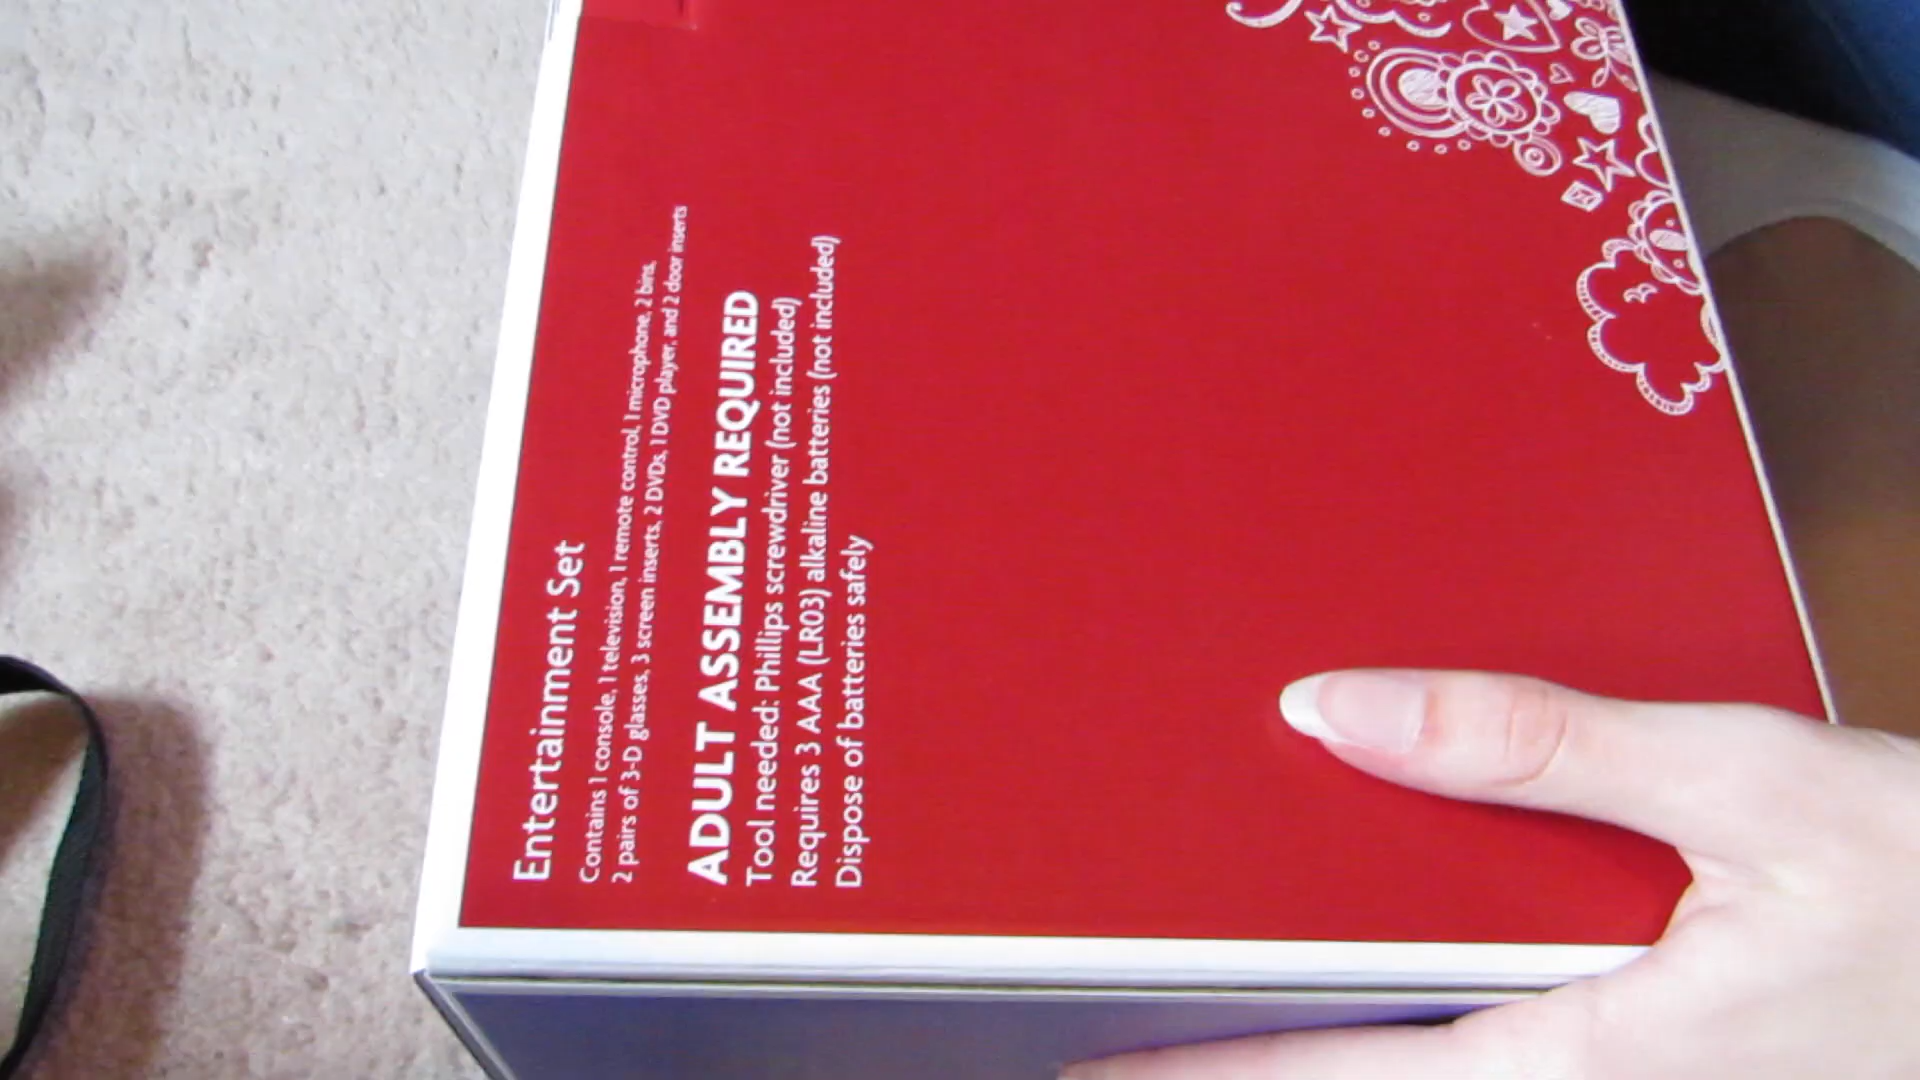 Entertainment Set
Contains 1 console, 1 television, 1 remote control, 1 microphone, 2 bins,
2 pairs of 3-D glasses, 3 screen inserts, 2 DVDs, 1 DVD player, and 2 door inserts
ADULT ASSEMBLY REQUIRED
Tool needed: Phillips screwdriver (not included)
Requires 3 AAA (LR03) alkaline batteries (not included)
Dispose of batteries safely